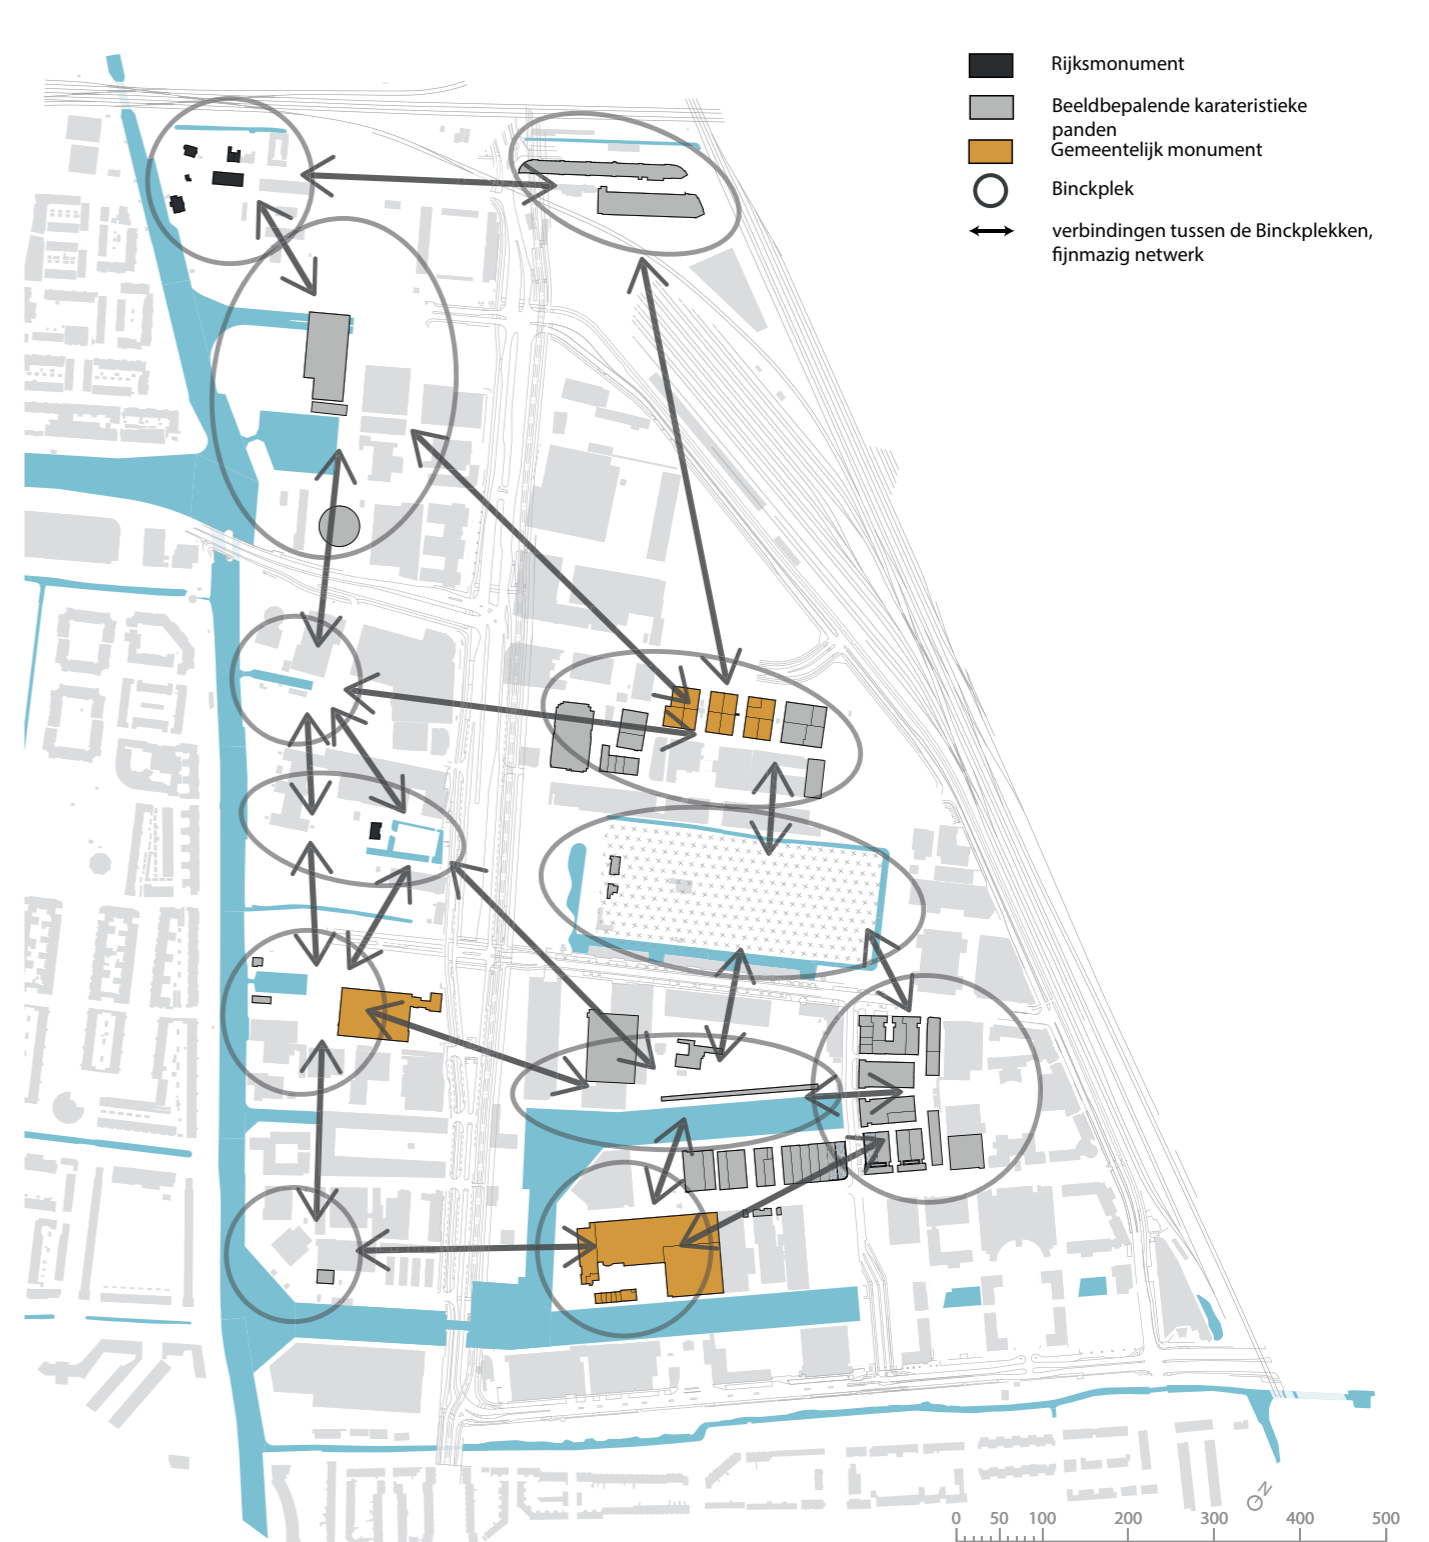 Rijksmonument
Beeldbepalende karateristieke
panden
Gemeentelijk monument
Binckplek
verbindingen tussen de Binckplekken,
fijnmazig netwerk
N
0 50 100 200 300 400 500